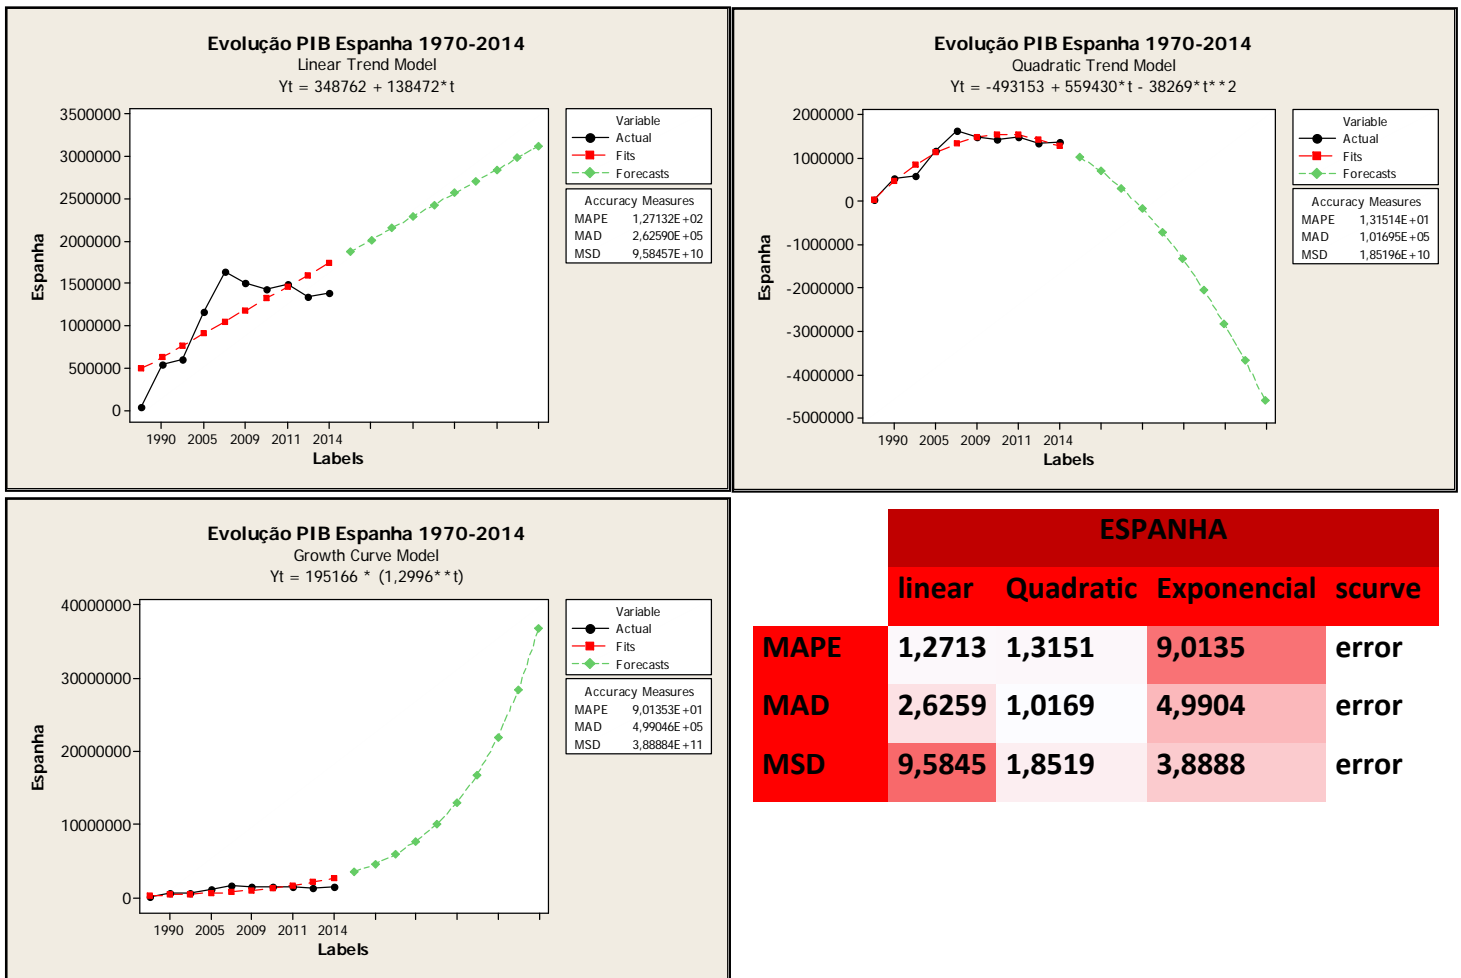 Evolução PIB Espanha 1970-2014
Linear Trend Model
Yt = 348762 + 138472*t
3500000
3000000
2500000
2000000
1500000
1000000
500000
0
Espanha
1990 2005 2009 2011 2014
Labels
Variable
Actual
Fits
Forecasts
Accuracy Measures
MAPE 1,27132E+02
MAD 2,62590E+05
MSD 9,58457E+10
Evolução PIB Espanha 1970-2014
Quadratic Trend Model
Yt = -493153 + 559430*t - 38269*t**2
2000000
1000000
0
-1000000
-2000000
-3000000
-4000000
-5000000
Espanha
1990 2005 2009 2011 2014
Labels
Variable
Actual
Fits
Forecasts
Accuracy Measures
MAPE 1,31514E+01
MAD 1,01695E+05
MSD 1,85196E+10
Evolução PIB Espanha 1970-2014
Growth Curve Model
Yt = 195166 * (1,2996**t)
40000000
30000000
20000000
10000000
0
Espanha
1990 2005 2009 2011 2014
Labels
Variable
Actual
Fits
Forecasts
Accuracy Measures
MAPE 9,01353E+01
MAD 4,99046E+05
MSD 3,88884E+11
ESPANHA
linear Quadratic Exponencial scurve
MAPE 1,2713 1,3151 9,0135 error
MAD 2,6259 1,0169 4,9904 error
MSD 9,5845 1,8519 3,8888 error